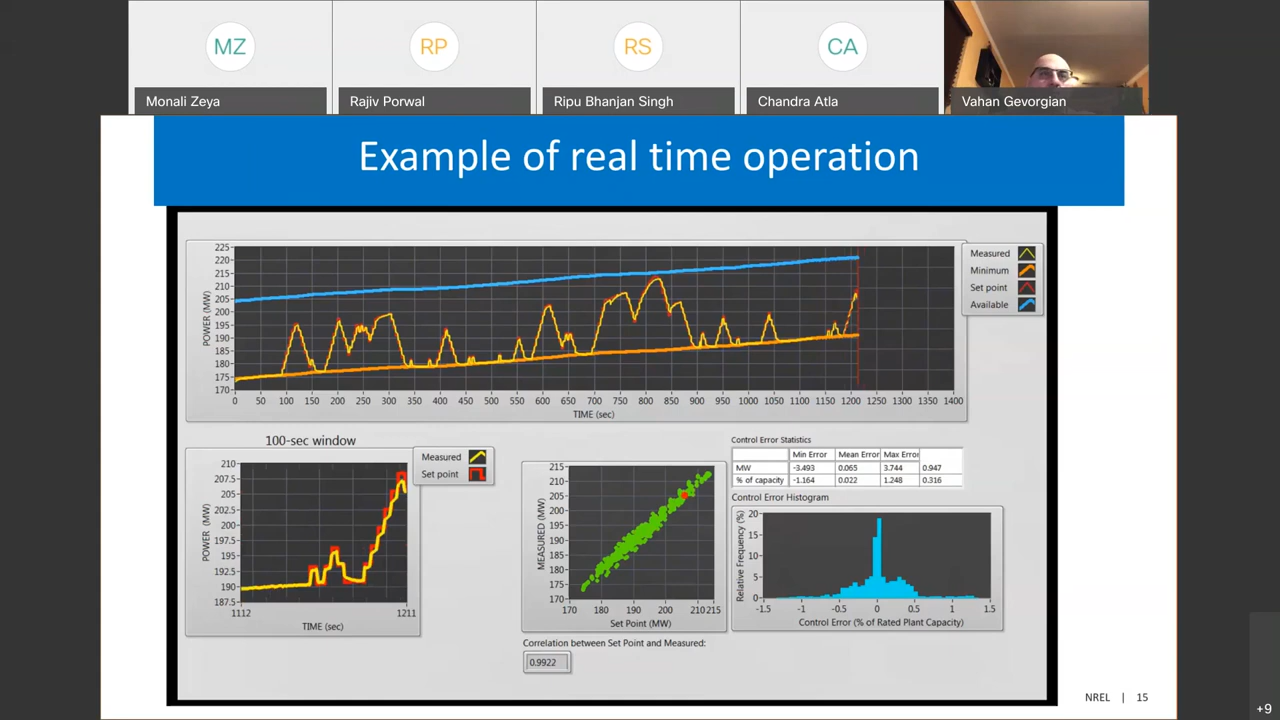 MZ
RP
RS
CA
Monali Zeya
Rajiv Porwal
Ripu Bhanjan Singh
Chandra Atla
Vahan Gevorgian
Example of real time operation
225
220
215
210
205
200
195
190
185
180
175
170
POWER (MW)
0 50 100 150 200 250 300 350 400 450 500 550 600 650 700 750 800 850 900 950 1000 1050 1100 1150 1200 1250 1300 1350 1400
TIME (sec)
Measured
Minimum
Set point
Available
100-sec window
210
207.5
205
202.5
200
197.5
195
192.5
190
187.5
POWER (MW)
1112 1211
TIME (sec)
Measured
Set point
215
210
205
200
195
190
185
180
175
170
MEASURED (MW)
170 180 190 200 210 215
Set Point (MW)
Correlation between Set Point and Measured:
0.9922
Control Error Statistics
Min Error Mean Error Max Error
MW -3.493 0.065 3.744 0.947
% of capacity -1.164 0.022 1.248 0.316
Control Error Histogram
20
15
10
5
0
Relative Frequency (%)
-1.5 -1 -0.5 0 0.5 1 1.5
Control Error (% of Rated Plant Capacity)
NREL | 15
+9